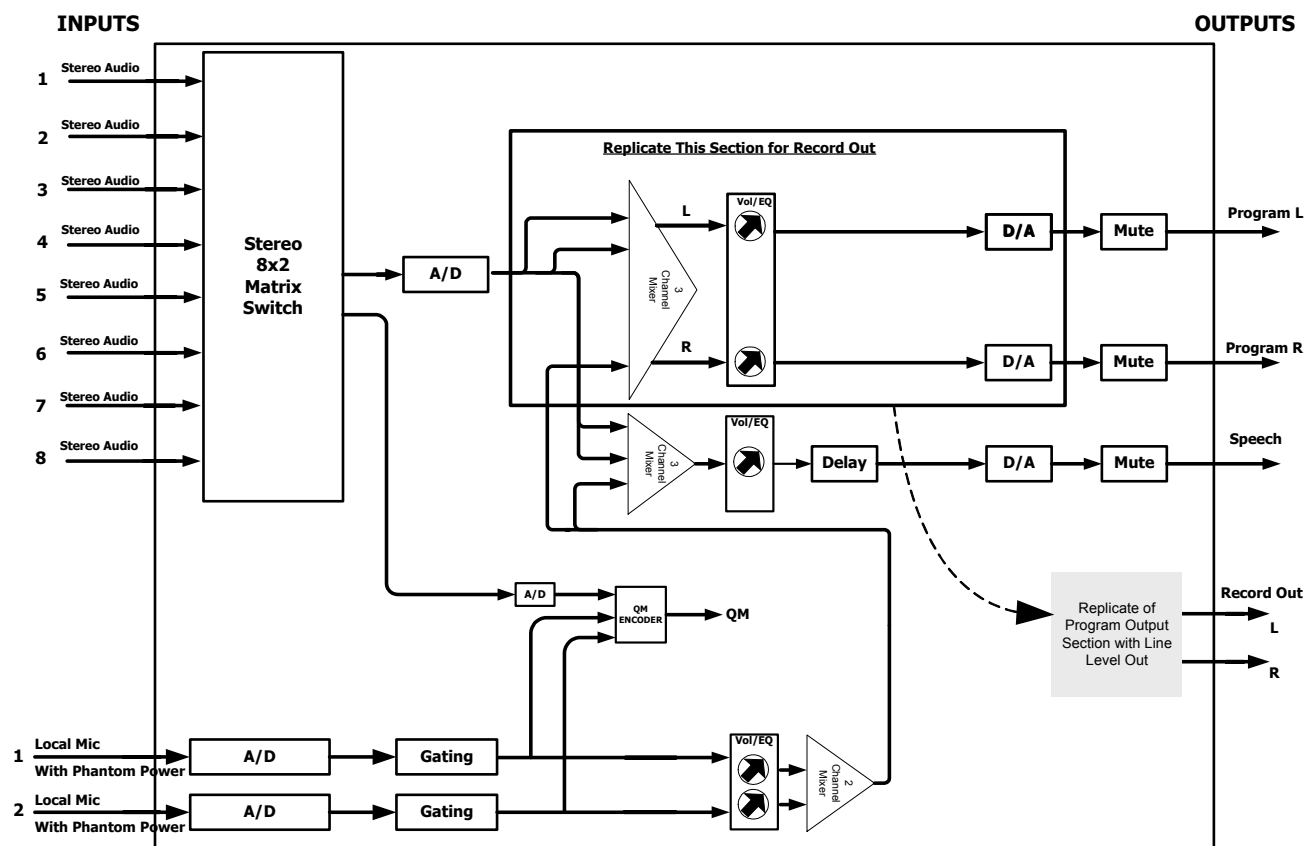 INPUTS
OUTPUTS
1
Stereo Audio
2
Stereo Audio
3
Stereo Audio
4
Stereo Audio
5
Stereo Audio
6
Stereo Audio
7
Stereo Audio
8
Stereo Audio
Stereo
8x2
Matrix
Switch
A/D
Replicate This Section for Record Out
3
Channel
Mixer
L
R
Vol/EQ
D/A
Mute
Program L
D/A
Mute
Program R
3
Channel
Mixer
Vol/EQ
Delay
D/A
Mute
Speech
A/D
QM
ENCODER
QM
Replicate of
Program Output
Section with Line
Level Out
Record Out
L
R
1
Local Mic
With Phantom Power
A/D
Gating
2
Local Mic
With Phantom Power
A/D
Gating
Vol/EQ
2
Channel
Mixer